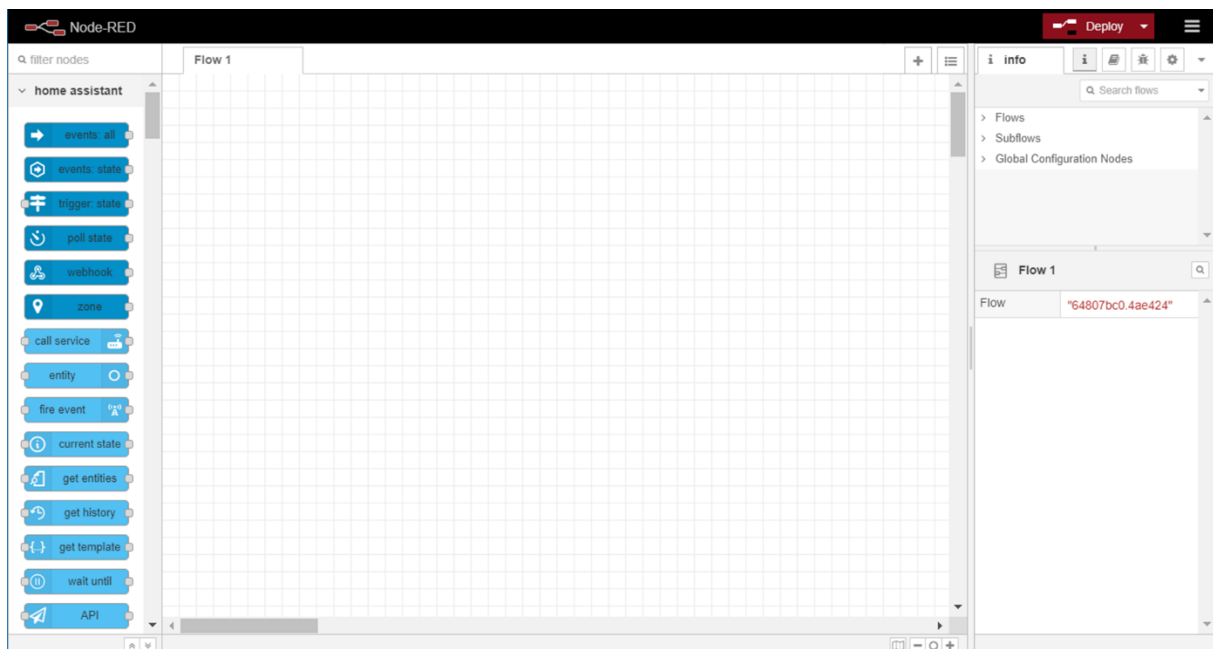 Node-RED
Deploy
filter nodes
Flow 1
i info
i
Search flows
home assistant
events: all
events: state
trigger: state
poll state
webhook
zone
call service
entity
fire event
current state
get entities
get history
get template
wait until
API
Flows
Subflows
Global Configuration Nodes
Flow 1
Flow "64807bc0.4ae424"